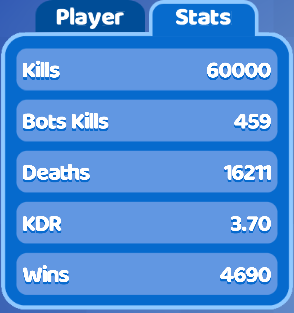 Player Stats
Kills 60000
Bots Kills 459
Deaths 16211
KDR 3.70
Wins 4690